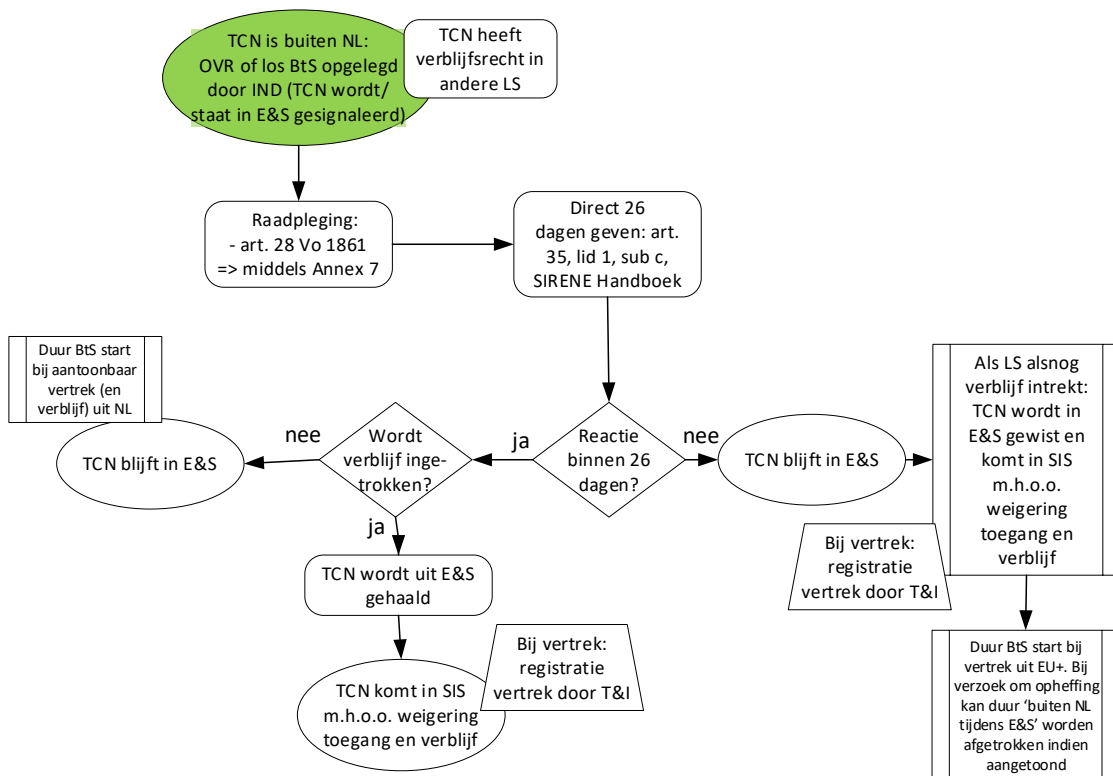 TCN is buiten NL:
OVR of los BtS opgelegd
door IND (TCN wordt/
staat in E&S gesignaleerd)
TCN heeft
verblijfsrecht in
andere LS
Raadpleging:
- art. 28 Vo 1861
=> middels Annex 7
Direct 26
dagen geven: art.
35, lid 1, sub c,
SIRENE Handboek
Duur BtS start
bij aantoonbaar
vertrek (en
verblijf) uit NL
TCN blijft in E&S
nee
Wordt
verblijf inge-
trokken?
ja
Reactie
binnen 26
dagen?
nee
TCN blijft in E&S
Als LS alsnog
verblijf intrekt:
TCN wordt in
E&S gewist en
komt in SIS
m.h.o.o.
weigering
toegang en
verblijf
Bij vertrek:
registratie
vertrek door T&I
ja
TCN wordt uit E&S
gehaald
Bij vertrek:
registratie
vertrek door T&I
TCN komt in SIS
m.h.o.o. weigering
toegang en verblijf
Duur BtS start bij
vertrek uit EU+. Bij
verzoek om opheffing
kan duur ‘buiten NL
tijdens E&S’ worden
afgetrokken indien
aangetoond